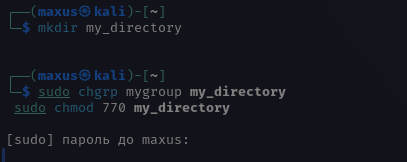 ┌──(maxus㉿kali)-[~]
└─$ mkdir my_directory
┌──(maxus㉿kali)-[~]
└─$ sudo chgrp mygroup my_directory
sudo chmod 770 my_directory
[sudo] пароль до maxus: